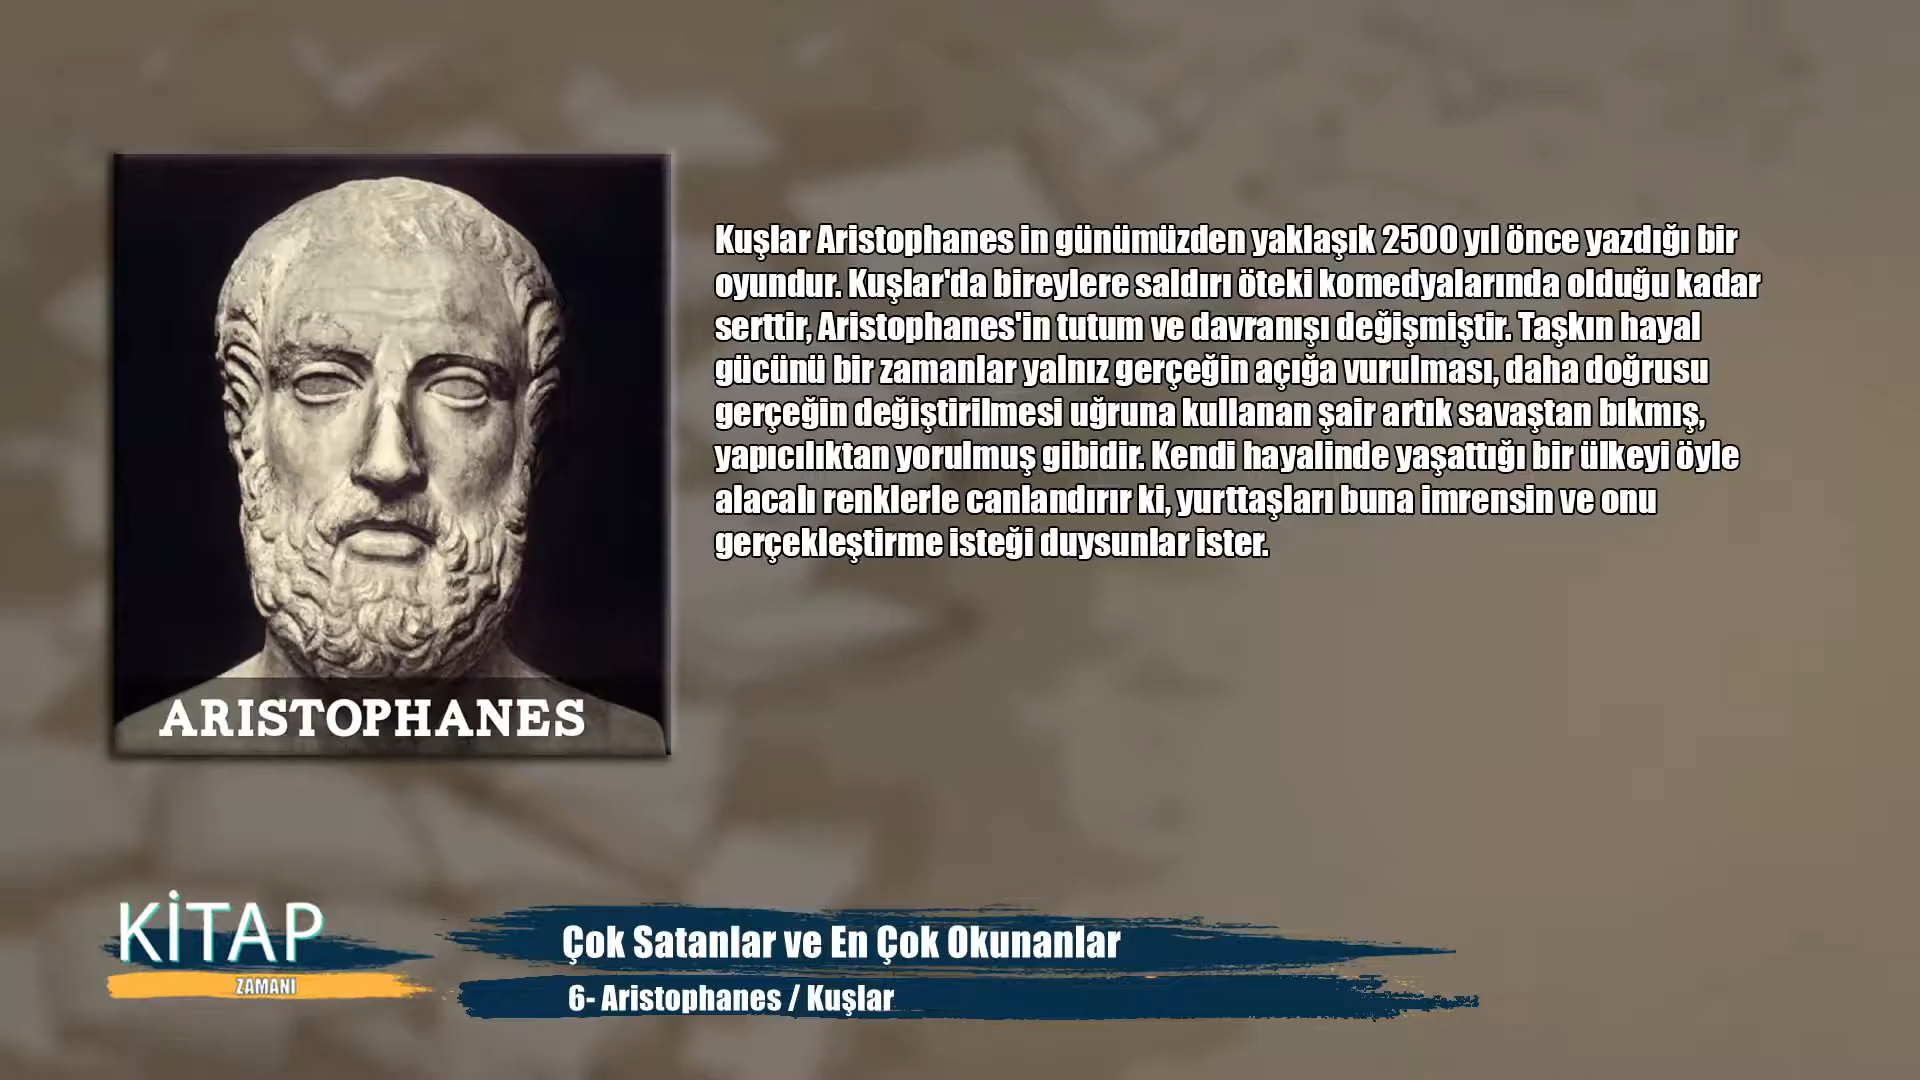 Kuşlar Aristophanes in günümüzden yaklaşık 2500 yıl önce yazdığı bir
oyundur. Kuşlar'da bireylere saldırı öteki komedyalarında olduğu kadar
serttir, Aristophanes'in tutum ve davranışı değişmiştir. Taşkın hayal
gücünü bir zamanlar yalnız gerçeğin açığa vurulması, daha doğrusu
gerçeğin değiştirilmesi uğruna kullanan şair artık savaştan bıkmış,
yapıcılıktan yorulmuş gibidir. Kendi hayalinde yaşattığı bir ülkeyi öyle
alacalı renklerle canlandırır ki, yurttaşları buna imrensin ve onu
gerçekleştirme isteği duysunlar ister.
ARISTOPHANES
KİTAP
ZAMANI
Çok Satanlar ve En Çok Okunanlar
6- Aristophanes / Kuşlar